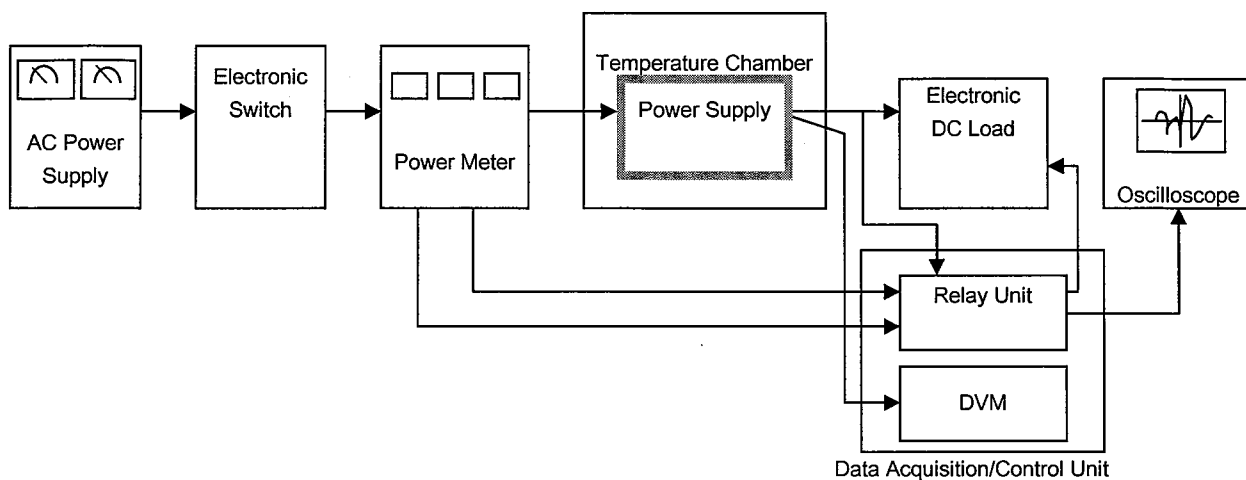 AC Power
Supply
Electronic
Switch
Power Meter
Temperature Chamber
Power Supply
Electronic
DC Load
Oscilloscope
Relay Unit
DVM
Data Acquisition/Control Unit